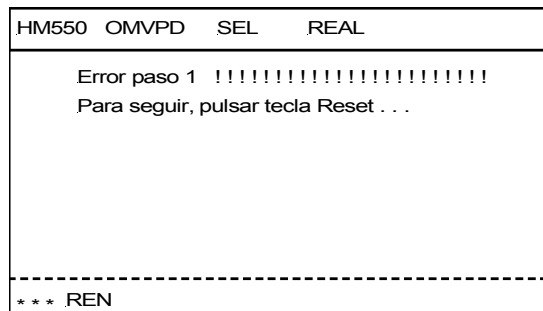 HM550 OMVPD SEL REAL
Error paso 1 !!!!!!!!!!!!!!!!!!!!!!!
Para seguir, pulsar tecla Reset . . .
* * * REN